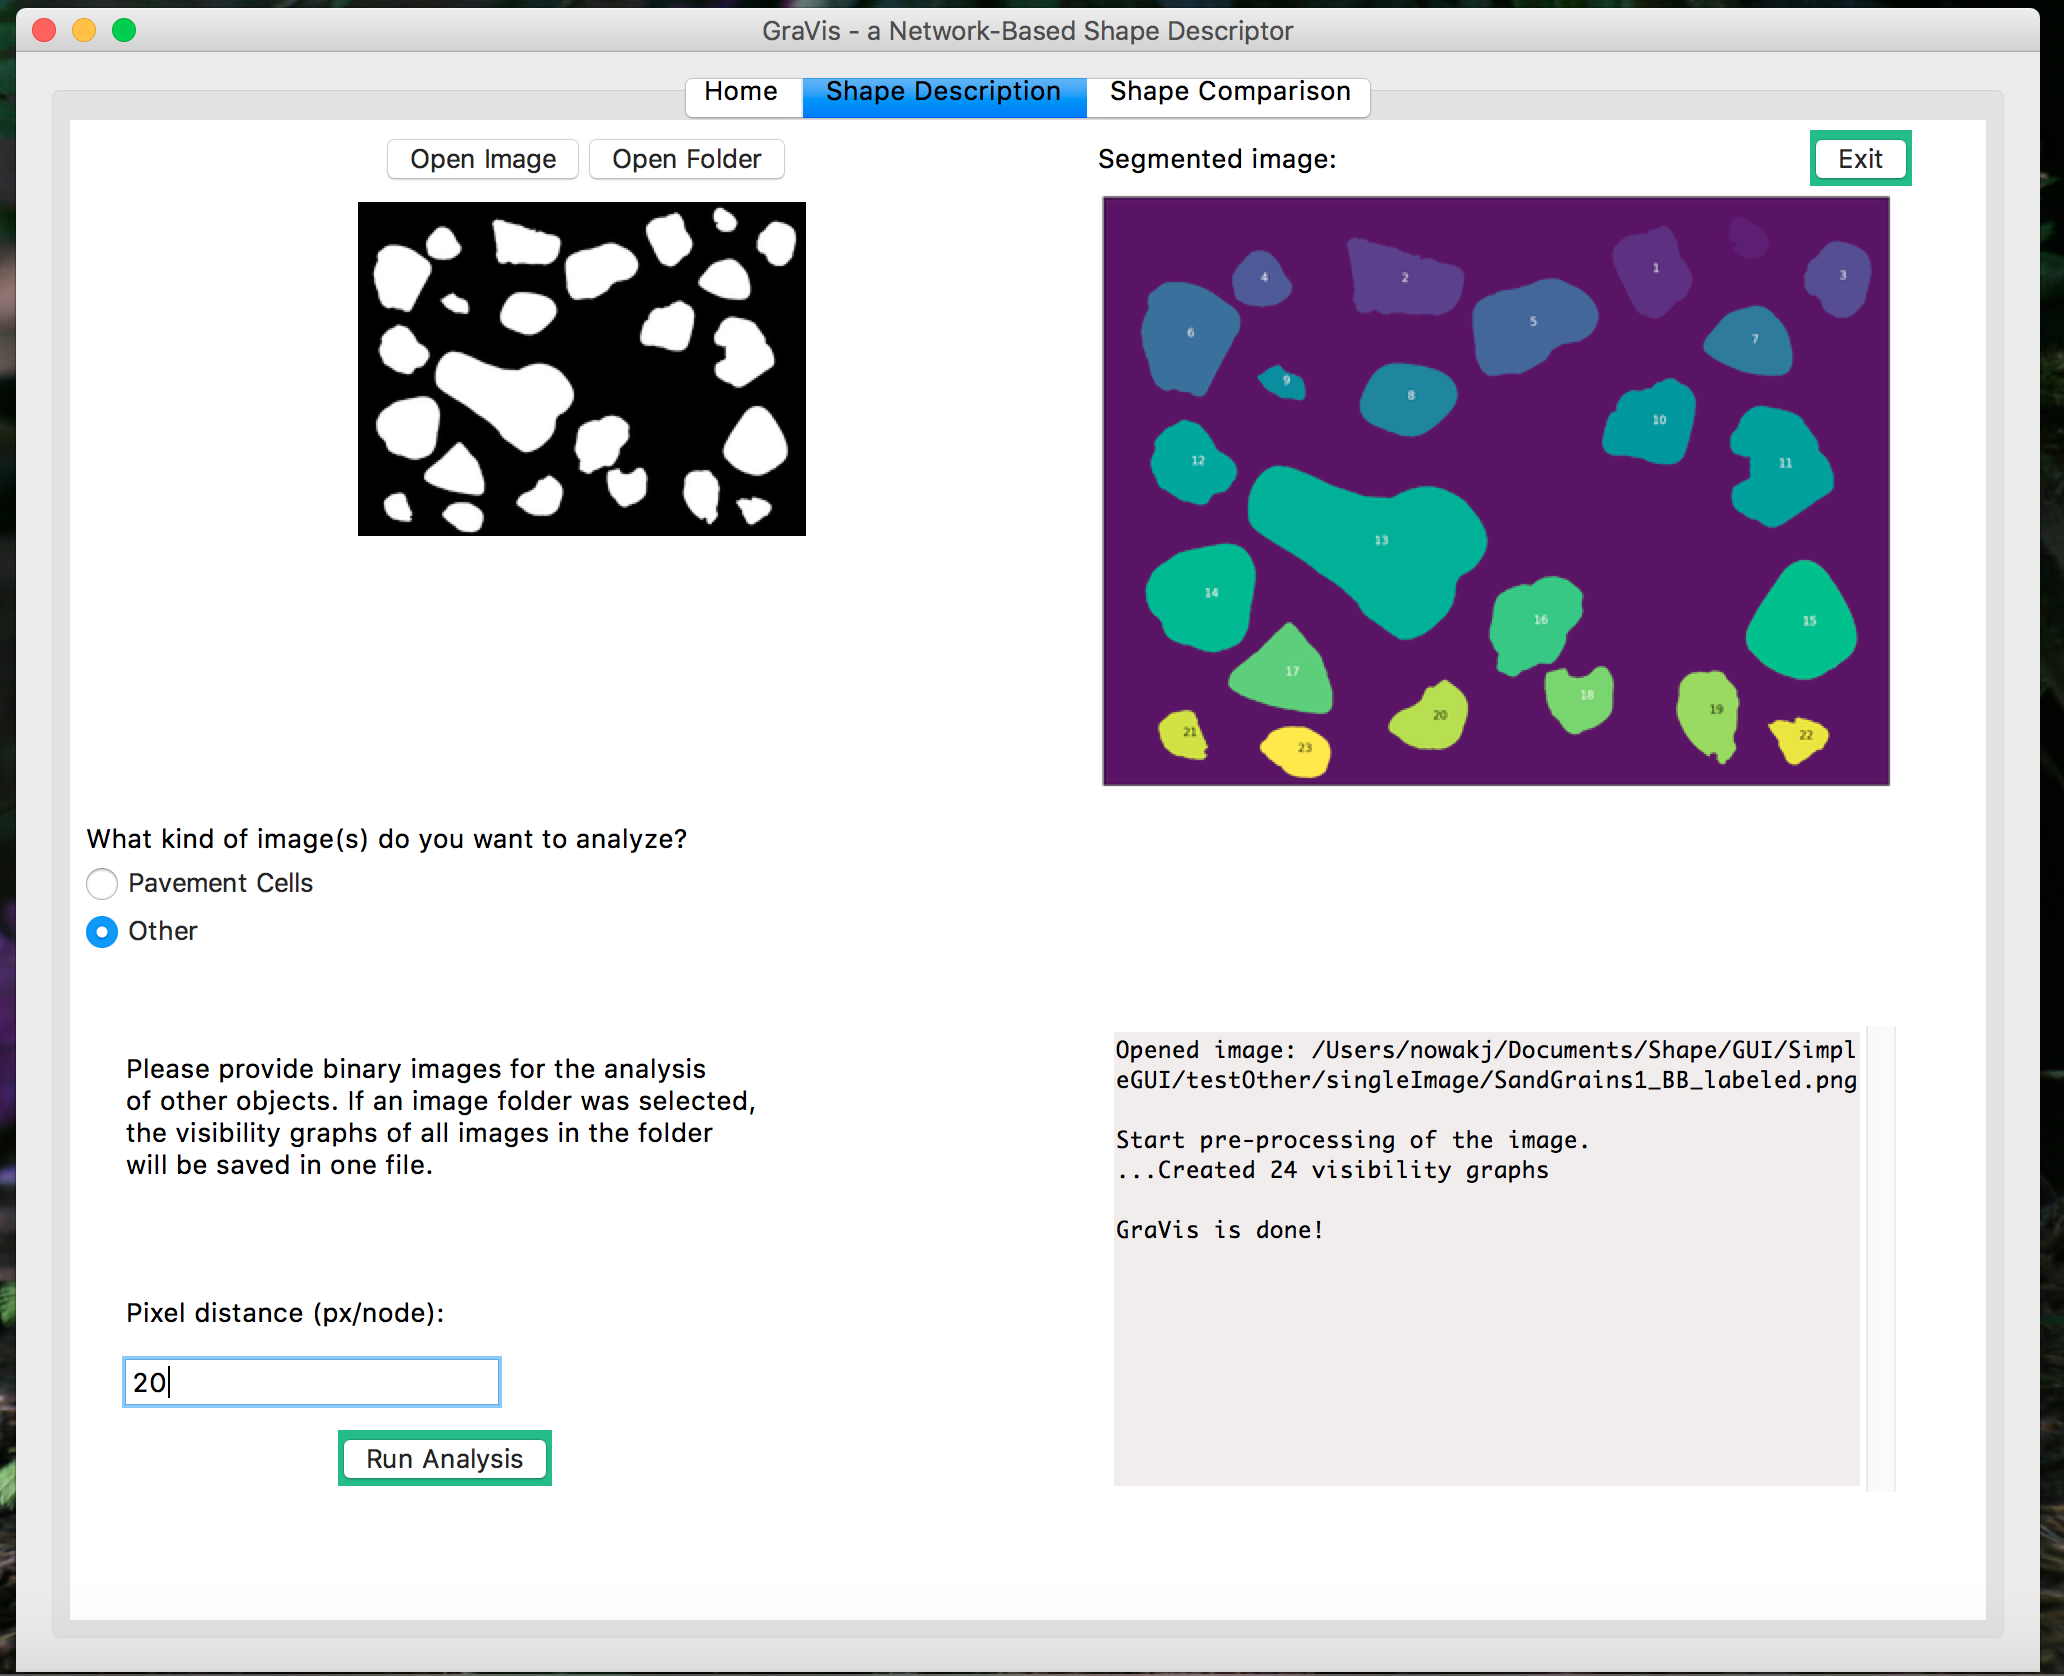 GraVis - a Network-Based Shape Descriptor
Home
Shape Description
Shape Comparison
Open Image
Open Folder
Segmented image:
Exit
1
2
3
4
5
6
7
8
9
10
11
12
13
14
15
16
17
18
19
20
21
22
23
What kind of image(s) do you want to analyze?
Pavement Cells
Other
Please provide binary images for the analysis
of other objects. If an image folder was selected,
the visibility graphs of all images in the folder
will be saved in one file.
Pixel distance (px/node):
20
Run Analysis
Opened image: /Users/nowakj/Documents/Shape/GUI/Simpl
eGUI/testOther/singleImage/SandGrains1_BB_labeled.png
Start pre-processing of the image.
...Created 24 visibility graphs
GraVis is done!